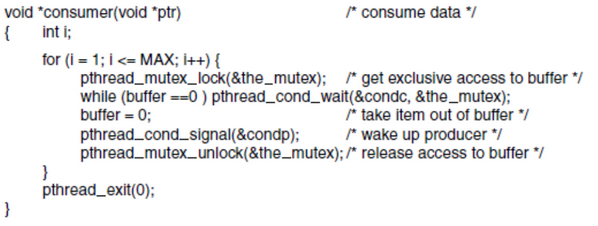 void *consumer(void *ptr) /* consume data */
{ int i;
for (i = 1; i <= MAX; i++) {
pthread_mutex_lock(&the_mutex); /* get exclusive access to buffer */
while (buffer ==0 ) pthread_cond_wait(&condc, &the_mutex);
buffer = 0; /* take item out of buffer */
pthread_cond_signal(&condp); /* wake up producer */
pthread_mutex_unlock(&the_mutex); /* release access to buffer */
}
pthread_exit(0);
}